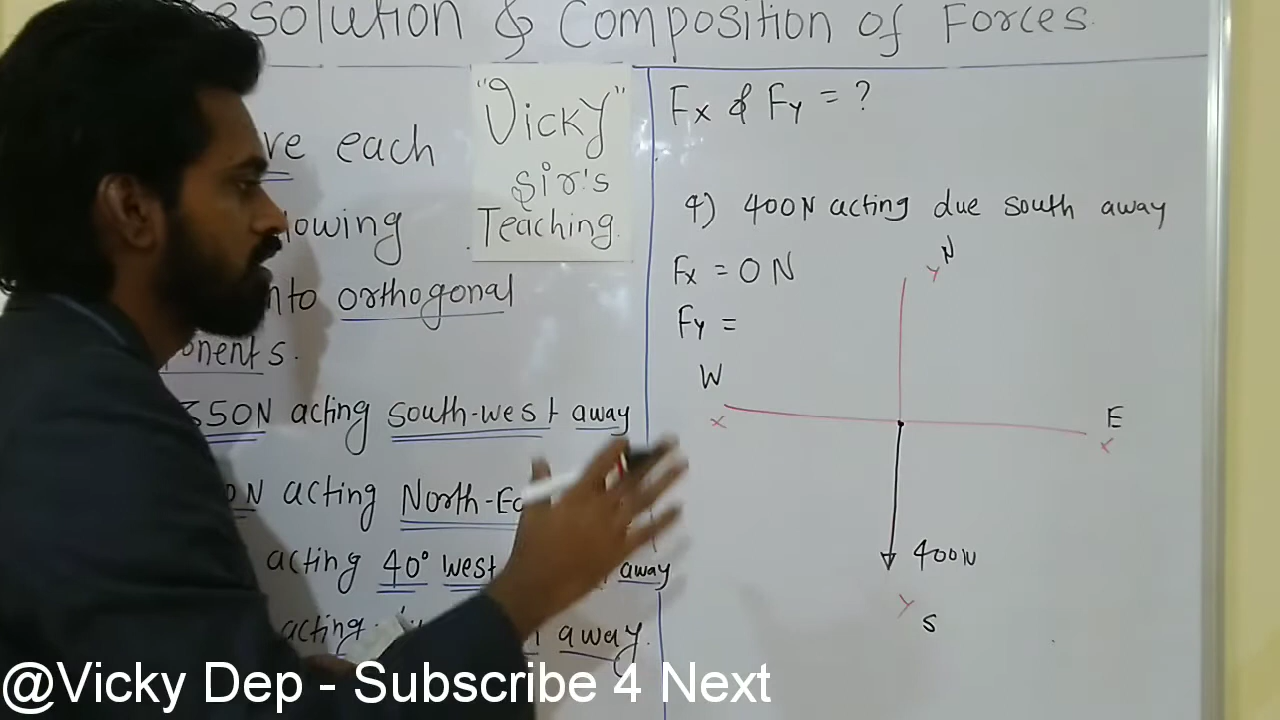 esolution & Composition of Forces.
"Vicky"
Sir's
Teaching.
ve each
lowing
nto orthogonal
ponents.
350N acting south-west away
0N acting North-Ea
acting 40° west away
acting away.
Fx & Fy = ?
4) 400N acting due south away
Fx = 0 N
Fy =
N
Y
W
X
E
X
400N
Y
S
@Vicky Dep - Subscribe 4 Next